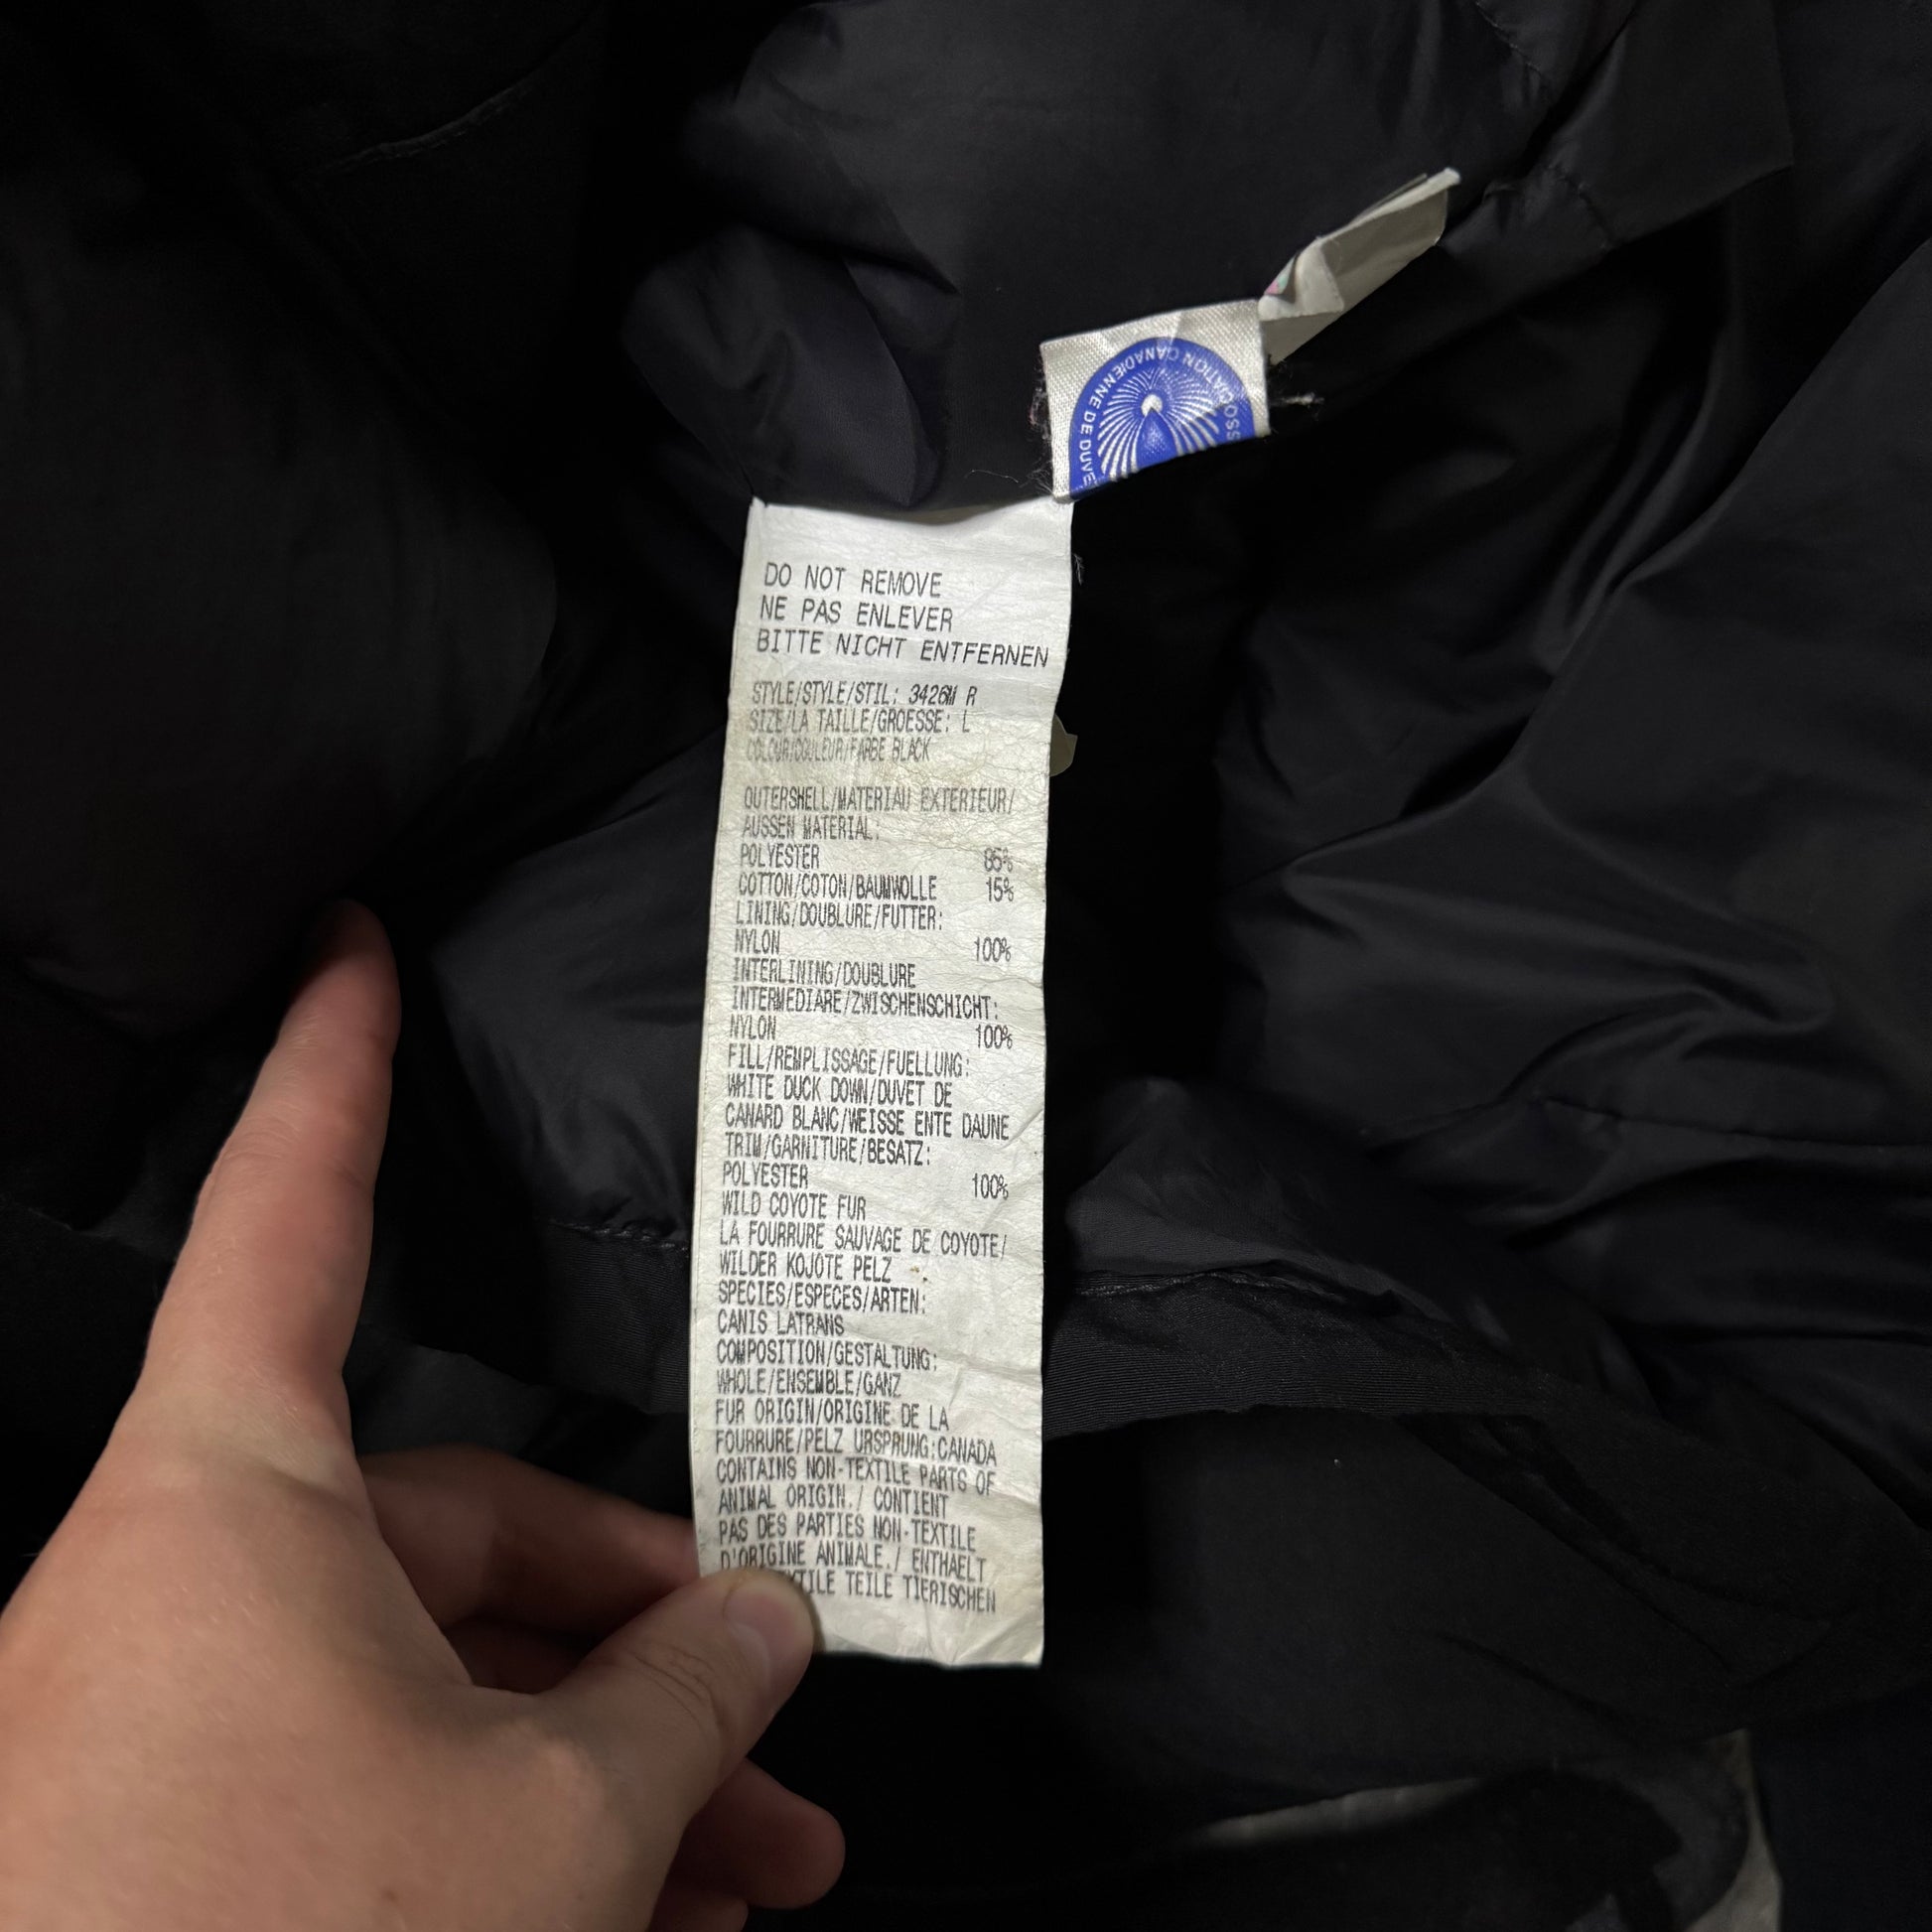 ASSOCIATION CANADIENNE DE DUVET
DO NOT REMOVE
NE PAS ENLEVER
BITTE NICHT ENTFERNEN
STYLE/STYLE/STIL: 3426M R
SIZE/LA TAILLE/GROESSE: L
COLOUR/COULEUR/FARBE BLACK
OUTERSHELL/MATERIAU EXTERIEUR/
AUSSEN MATERIAL:
POLYESTER 85%
COTTON/COTON/BAUMWOLLE 15%
LINING/DOUBLURE/FUTTER:
NYLON 100%
INTERLINING/DOUBLURE
INTERMEDIARE/ZWISCHENSCHICHT:
NYLON 100%
FILL/REMPLISSAGE/FUELLUNG:
WHITE DUCK DOWN/DUVET DE
CANARD BLANC/WEISSE ENTE DAUNE
TRIM/GARNITURE/BESATZ:
POLYESTER 100%
WILD COYOTE FUR
LA FOURRURE SAUVAGE DE COYOTE/
WILDER KOJOTE PELZ
SPECIES/ESPECES/ARTEN:
CANIS LATRANS
COMPOSITION/GESTALTUNG:
WHOLE/ENSEMBLE/GANZ
FUR ORIGIN/ORIGINE DE LA
FOURRURE/PELZ URSPRUNG:CANADA
CONTAINS NON-TEXTILE PARTS OF
ANIMAL ORIGIN./ CONTIENT
PAS DES PARTIES NON-TEXTILE
D'ORIGINE ANIMALE./ ENTHAELT
TEILE TIERISCHEN